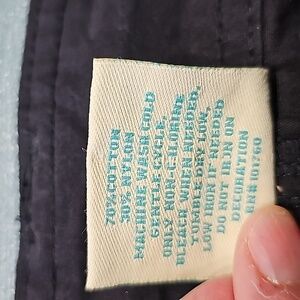 70% COTTON
30% NYLON
MACHINE WASH COLD
GENTLE CYCLE,
ONLY NON-CHLORINE
BLEACH WHEN NEEDED,
TUMBLE DRY LOW,
LOW IRON IF NEEDED
DO NOT IRON ON
DECORATION
RN# 101760